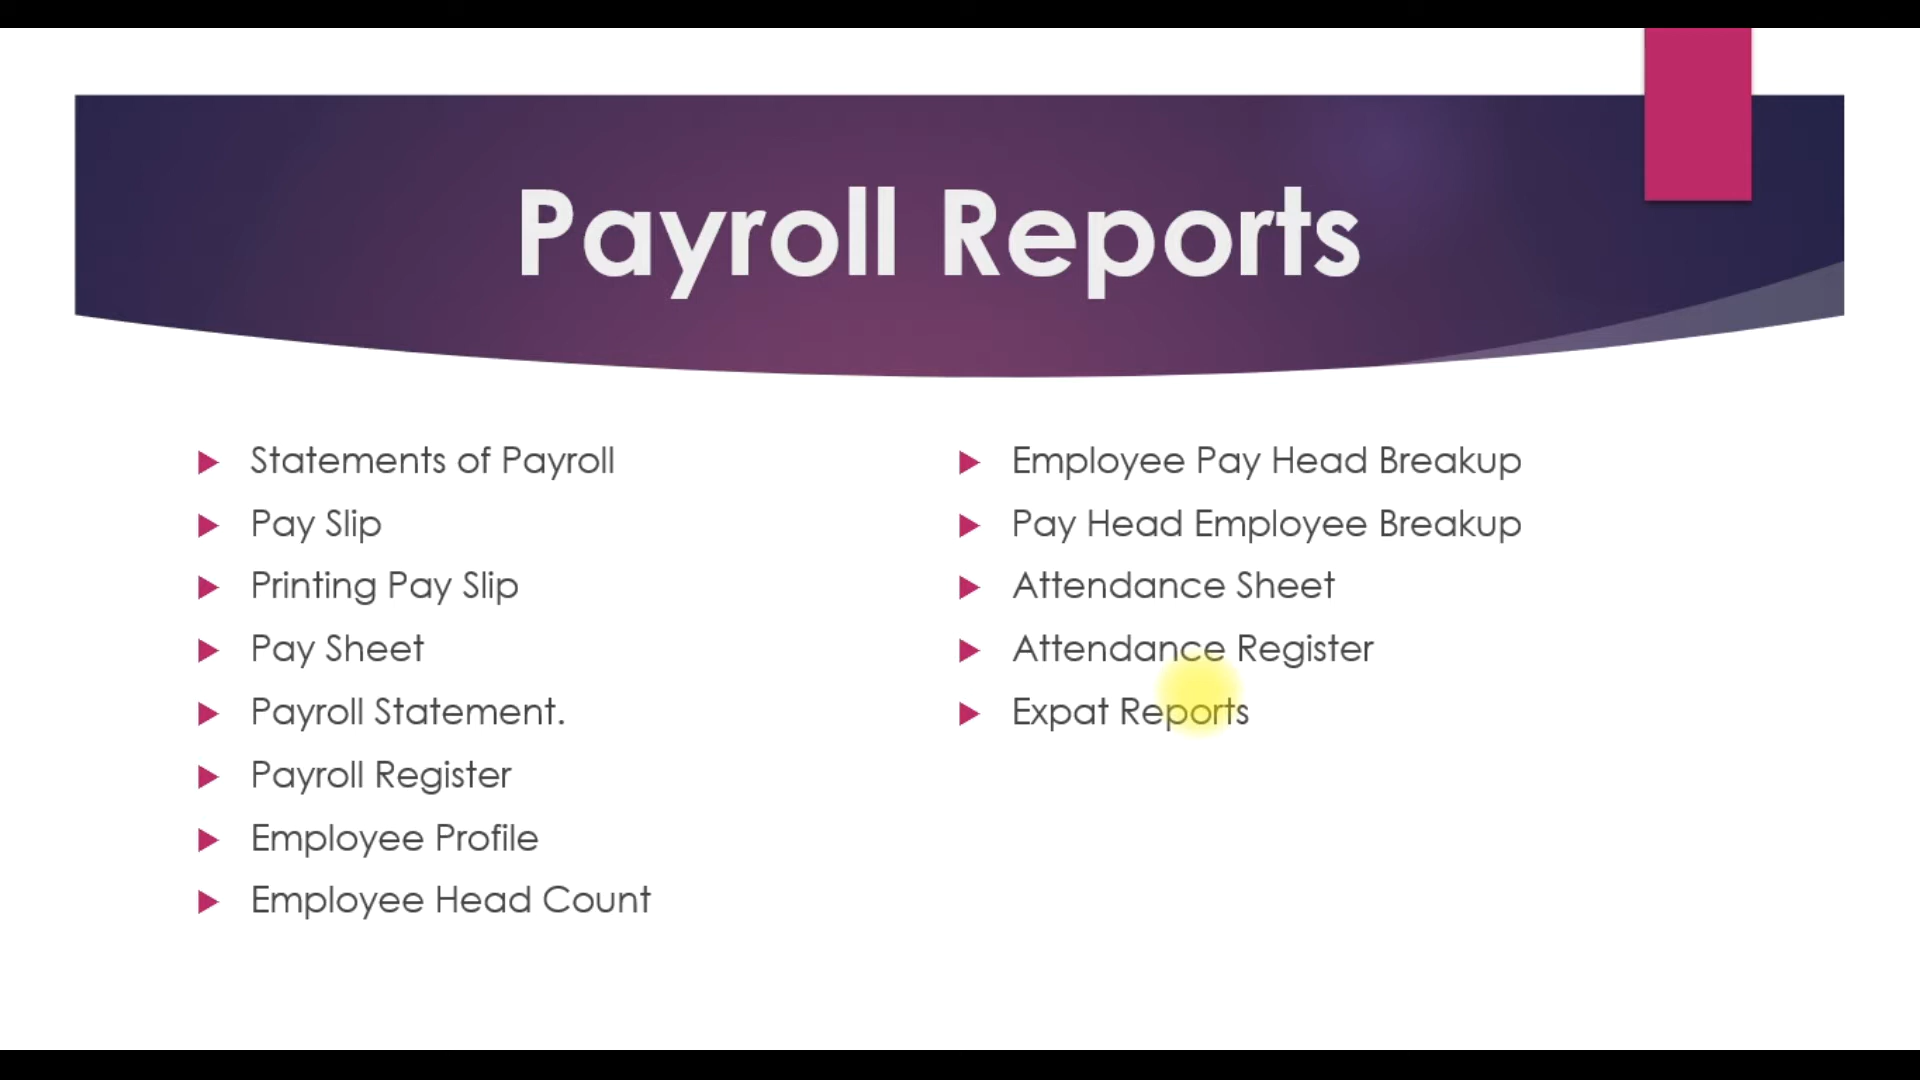 Payroll Reports
Statements of Payroll
Pay Slip
Printing Pay Slip
Pay Sheet
Payroll Statement.
Payroll Register
Employee Profile
Employee Head Count
Employee Pay Head Breakup
Pay Head Employee Breakup
Attendance Sheet
Attendance Register
Expat Reports